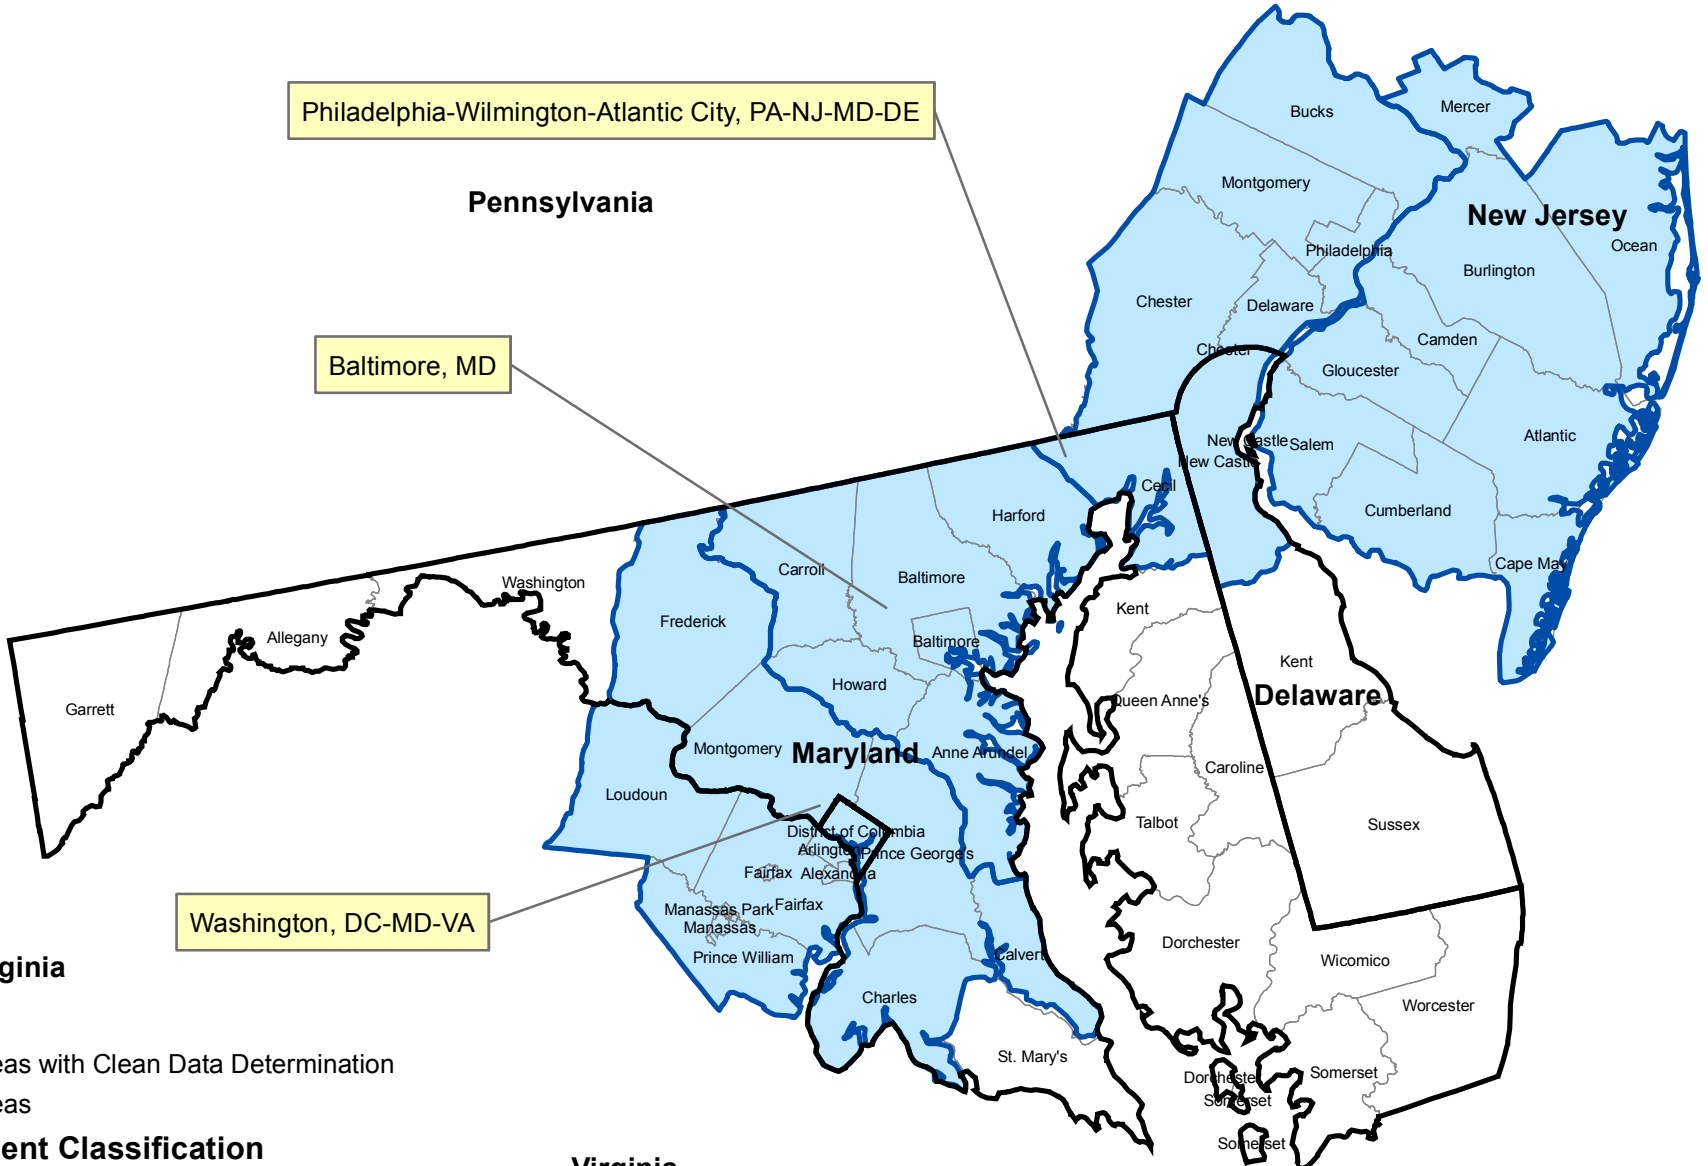 Philadelphia-Wilmington-Atlantic City, PA-NJ-MD-DE
Bucks
Mercer
Pennsylvania
Montgomery
New Jersey
Ocean
Philadelphia
Burlington
Chester
Delaware
Camden
Chester
Baltimore, MD
Gloucester
Atlantic
New Castle
Salem
New Castle
Cecil
Harford
Cumberland
Cape May
Carroll
Baltimore
Washington
Kent
Frederick
Allegany
Baltimore
Kent
Howard
Delaware
Queen Anne's
Garrett
Montgomery
Maryland
Anne Arundel
Caroline
Loudoun
Talbot
Sussex
District of Columbia
Arlington
Prince George's
Fairfax
Alexandria
Manassas Park
Fairfax
Washington, DC-MD-VA
Manassas
Dorchester
Prince William
Calvert
Wicomico
ginia
Charles
Worcester
St. Mary's
eas with Clean Data Determination
Somerset
Dorchester
eas
Somerset
ent Classification
Somerset
Virginia